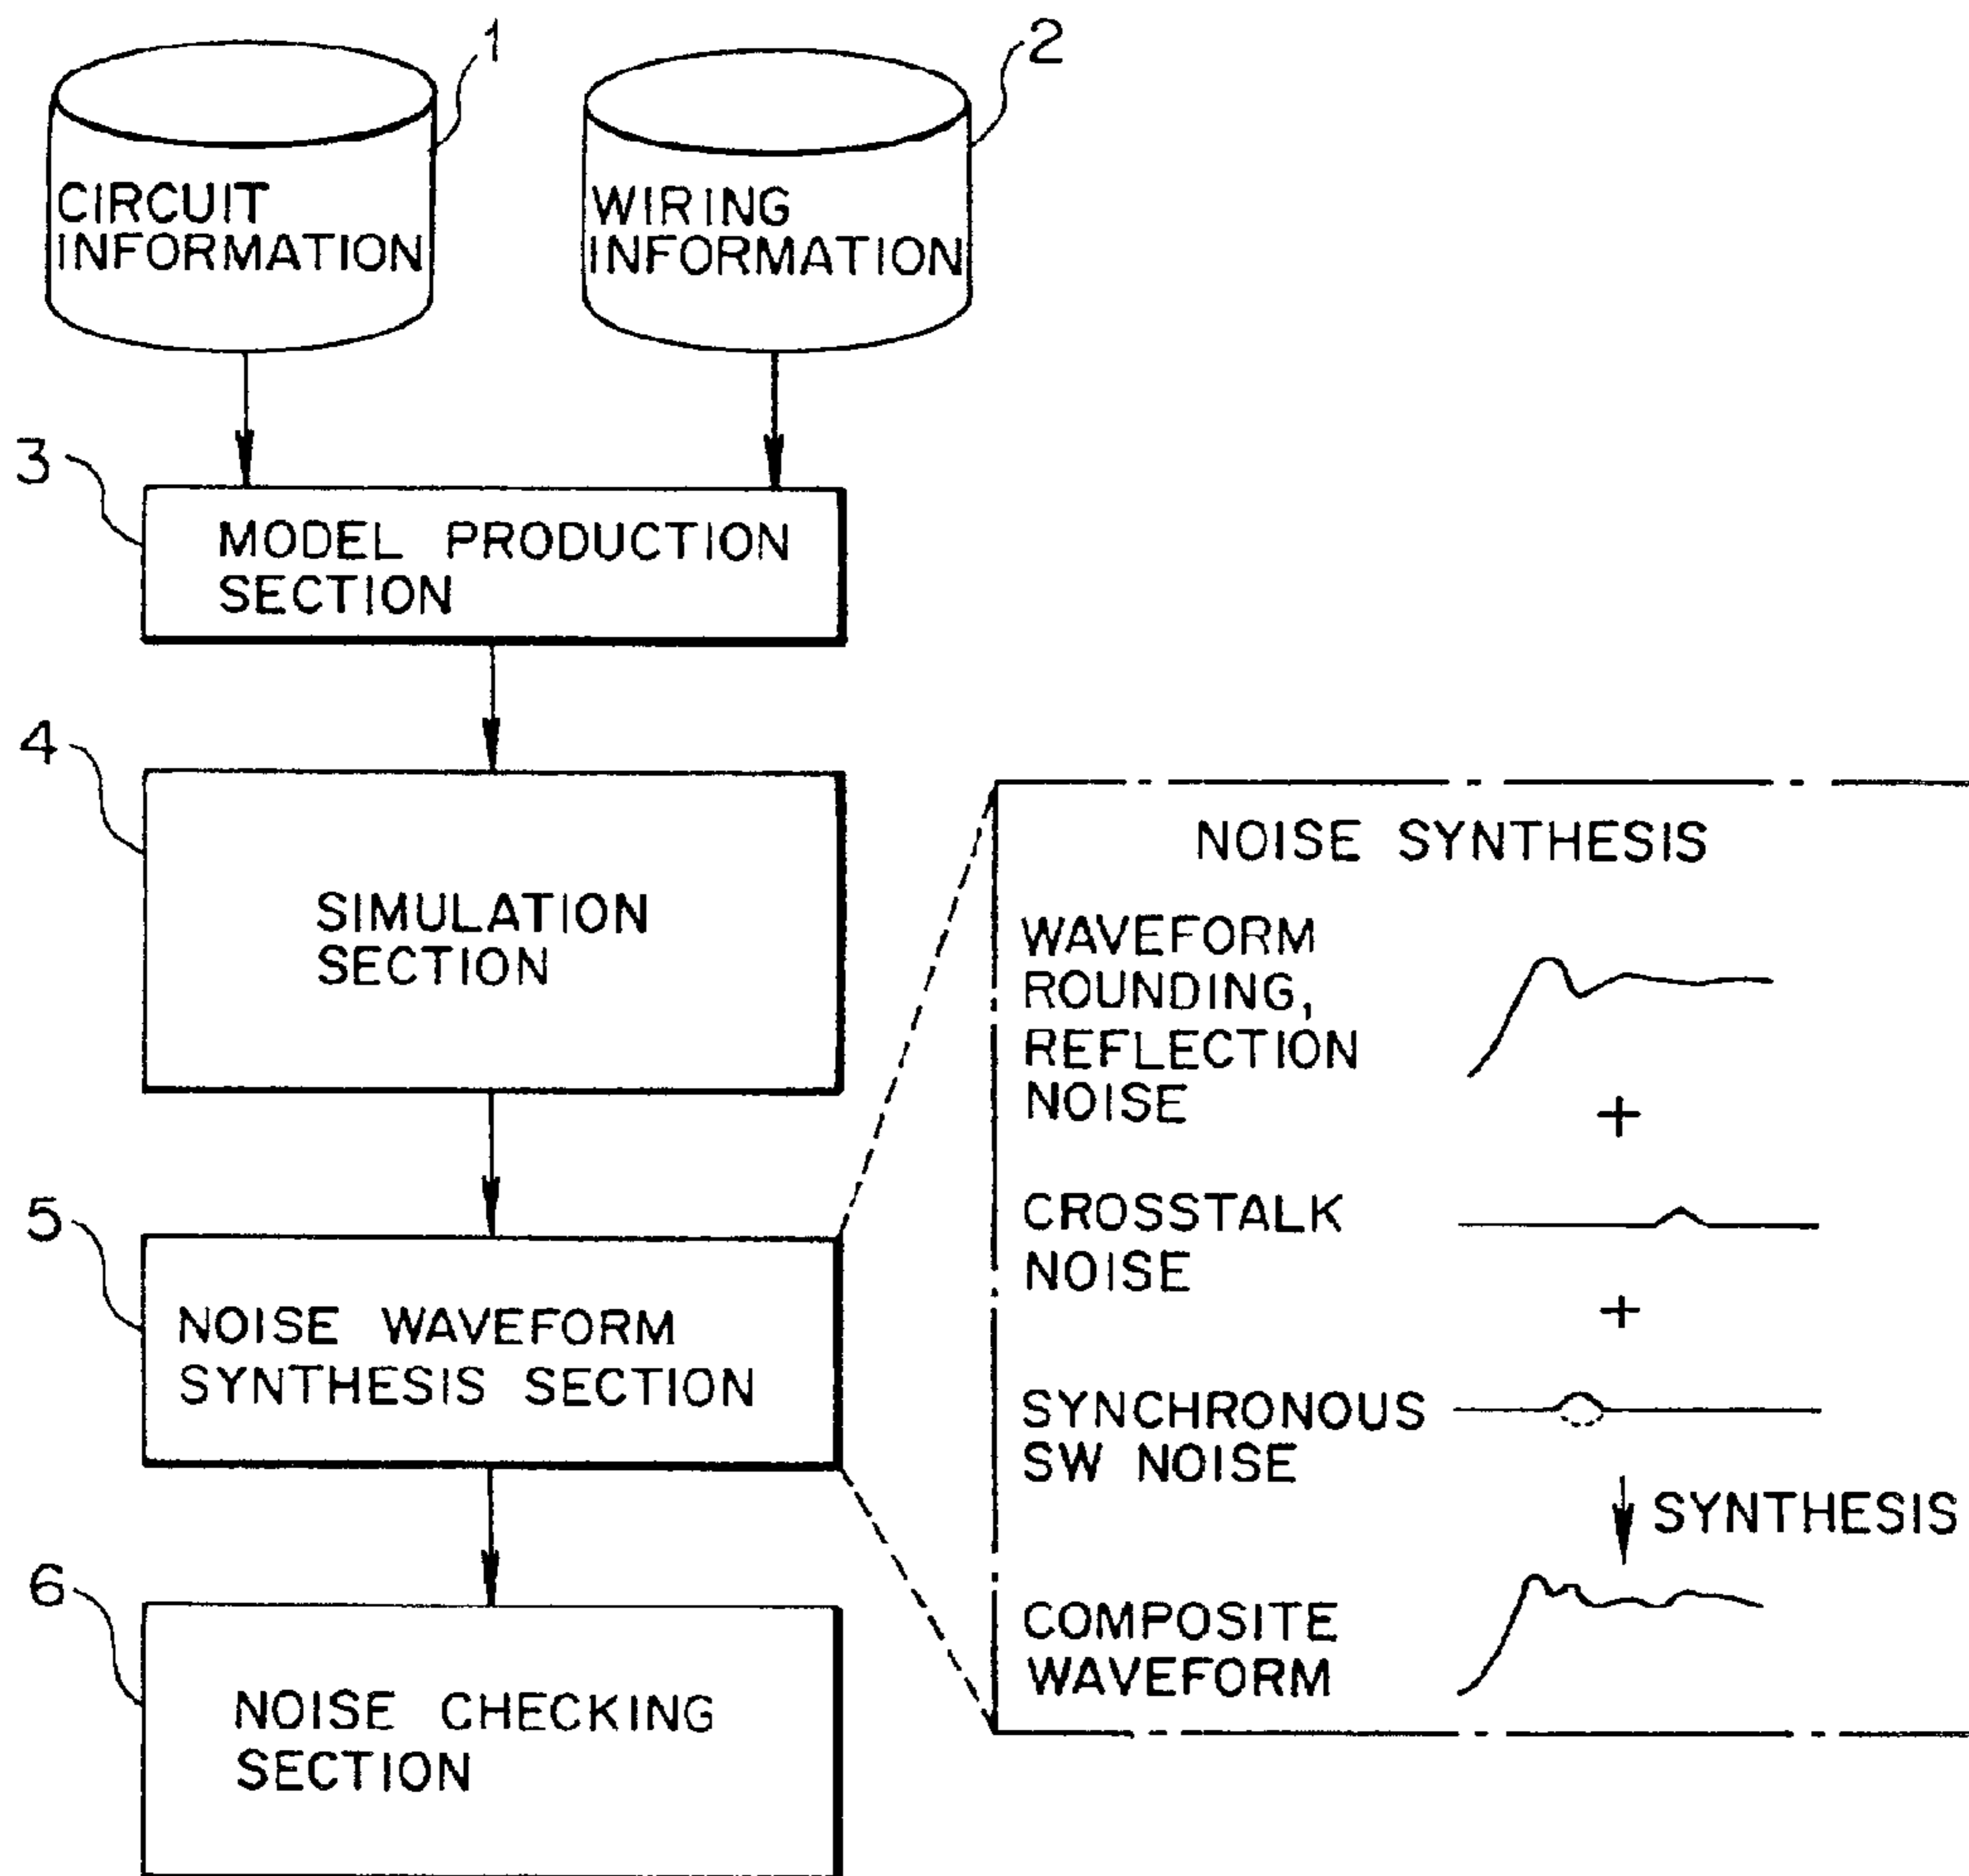 1
2
CIRCUIT
INFORMATION
WIRING
INFORMATION
3
MODEL PRODUCTION
SECTION
4
SIMULATION
SECTION
5
NOISE WAVEFORM
SYNTHESIS SECTION
6
NOISE CHECKING
SECTION
NOISE SYNTHESIS
WAVEFORM
ROUNDING,
REFLECTION
NOISE
+
CROSSTALK
NOISE
+
SYNCHRONOUS
SW NOISE
SYNTHESIS
COMPOSITE
WAVEFORM